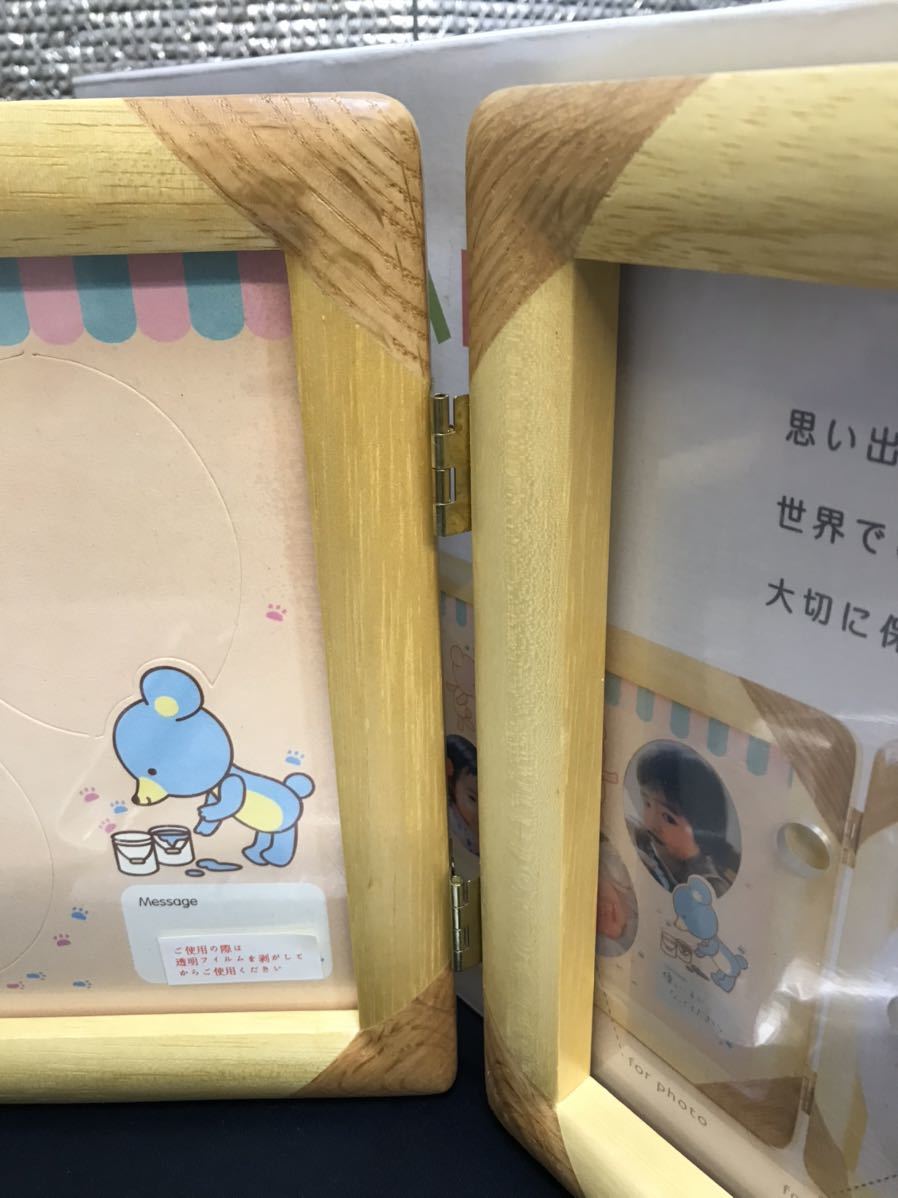 Message
ご使用の際は
透明フィルムを剥がして
からご使用ください
思い出
世界で
大切に保
for photo
f